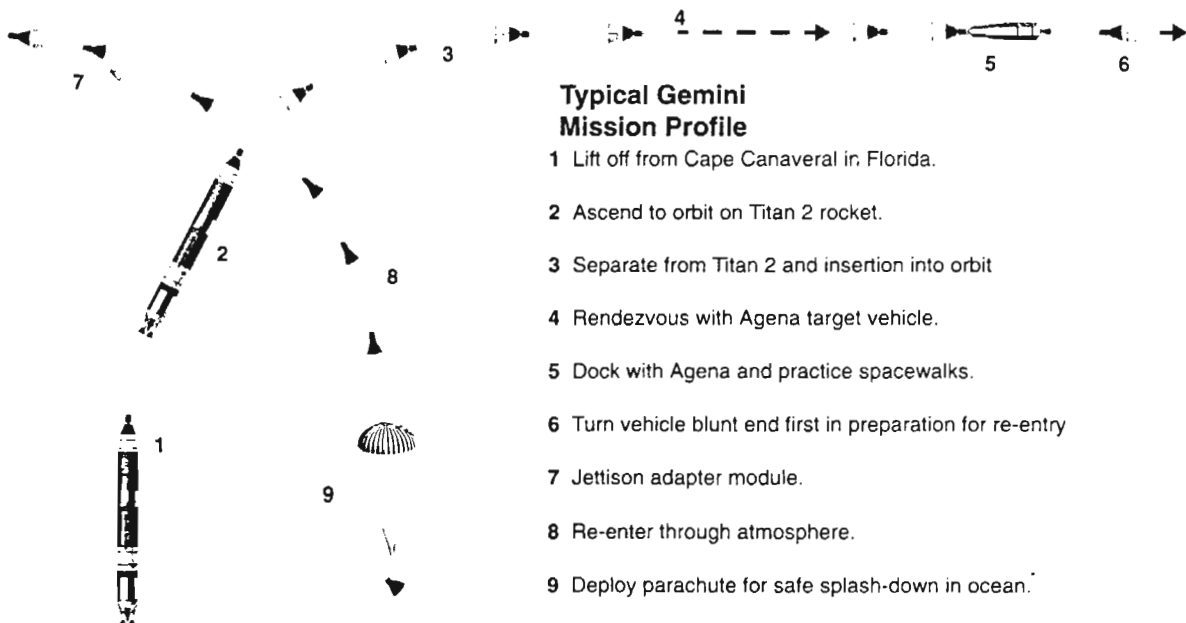 4
3
7
5
6
Typical Gemini
Mission Profile
1 Lift off from Cape Canaveral in Florida.
2 Ascend to orbit on Titan 2 rocket.
2
3 Separate from Titan 2 and insertion into orbit
8
4 Rendezvous with Agena target vehicle.
5 Dock with Agena and practice spacewalks.
6 Turn vehicle blunt end first in preparation for re-entry
1
7 Jettison adapter module.
9
8 Re-enter through atmosphere.
9 Deploy parachute for safe splash-down in ocean.